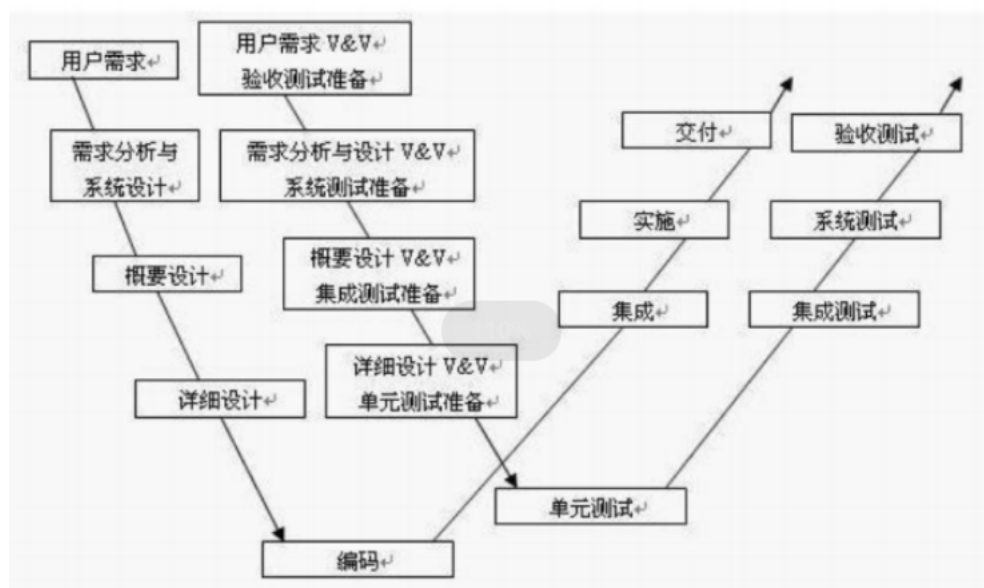 用户需求
用户需求 V&V
验收测试准备
需求分析与
系统设计
需求分析与设计 V&V
系统测试准备
交付
验收测试
概要设计
概要设计 V&V
集成测试准备
实施
系统测试
集成
集成测试
详细设计
详细设计 V&V
单元测试准备
单元测试
编码